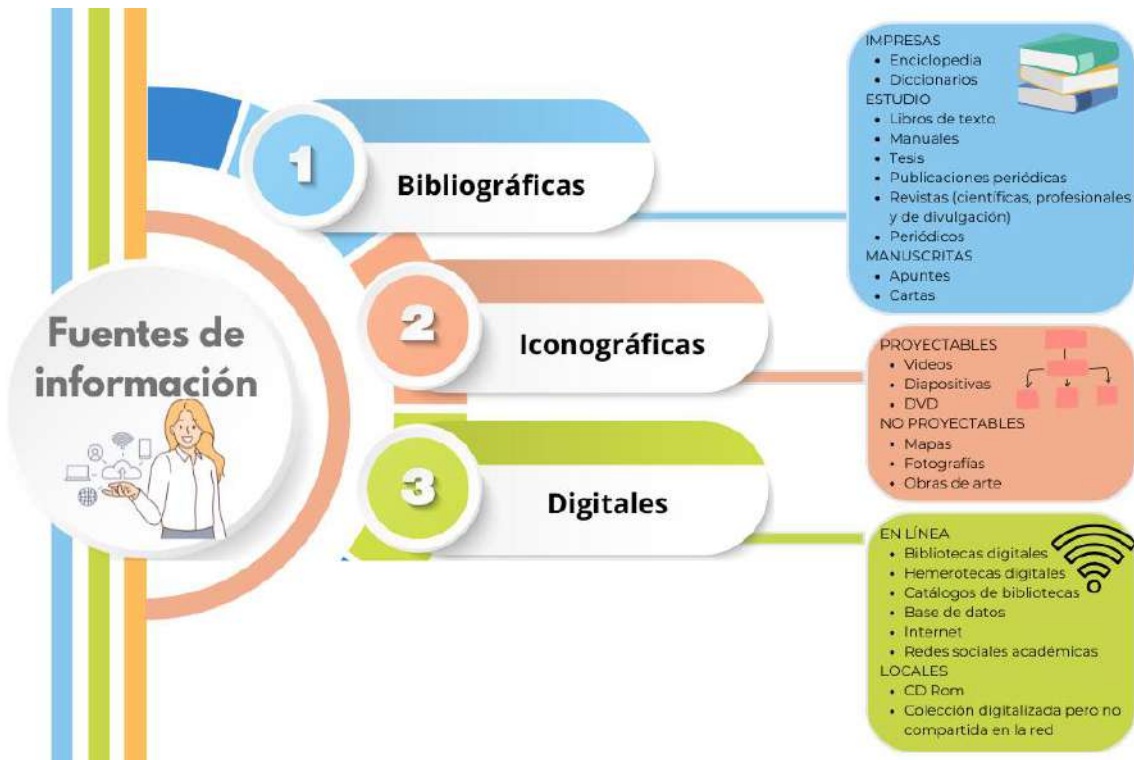 Fuentes de
información
1
Bibliográficas
IMPRESAS
• Enciclopedia
• Diccionarios
ESTUDIO
• Libros de texto
• Manuales
• Tesis
• Publicaciones periódicas
• Revistas (científicas, profesionales
y de divulgación)
• Periódicos
MANUSCRITAS
• Apuntes
• Cartas
2
Iconográficas
PROYECTABLES
• Videos
• Diapositivas
• DVD
NO PROYECTABLES
• Mapas
• Fotografías
• Obras de arte
3
Digitales
EN LÍNEA
• Bibliotecas digitales
• Hemerotecas digitales
• Catálogos de bibliotecas
• Base de datos
• Internet
• Redes sociales académicas
LOCALES
• CD Rom
• Colección digitalizada pero no
compartida en la red